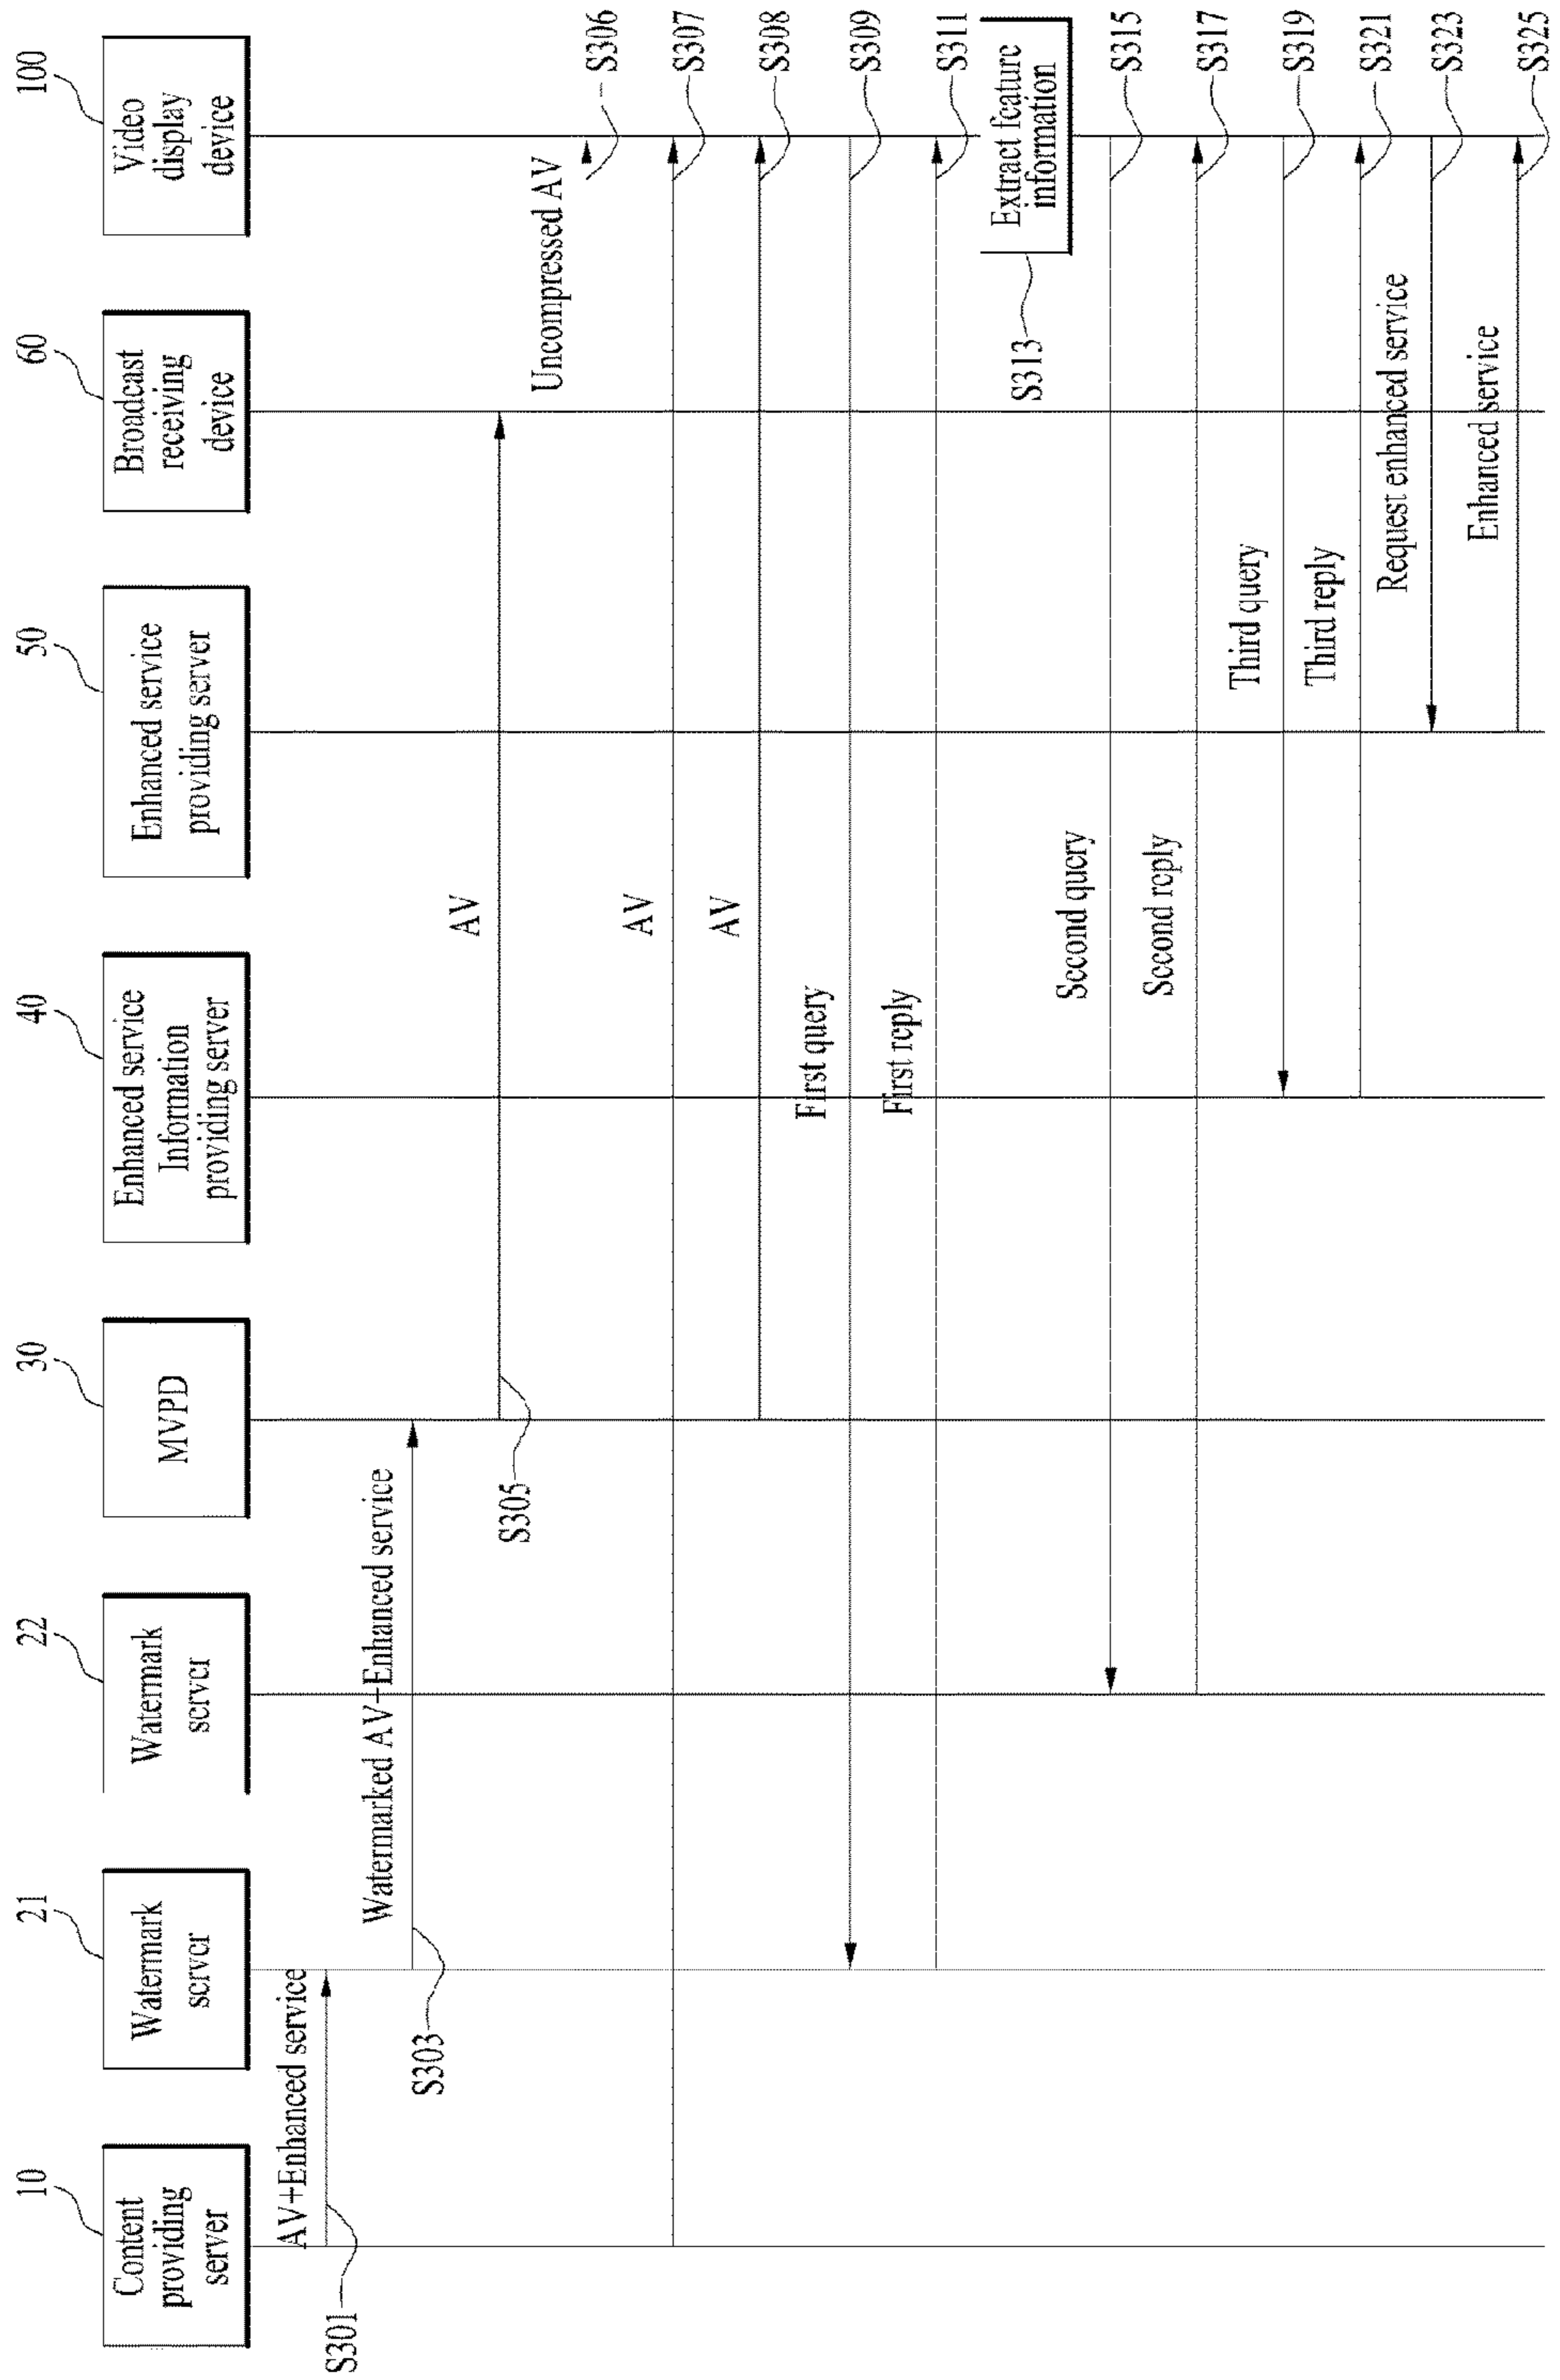 10
Content
providing
server
21
Watermark
server
22
Watermark
server
30
MVPD
40
Enhanced service
Information
providing server
50
Enhanced service
providing server
60
Broadcast
receiving
device
100
Video
display
device
AV+Enhanced service
S301
Watermarked AV+Enhanced service
S303
AV
S305
Uncompressed AV
S306
AV
S307
AV
S308
First query
S309
First reply
S311
Extract feature
information
S313
Second query
S315
Second reply
S317
Third query
S319
Third reply
S321
Request enhanced service
S323
Enhanced service
S325